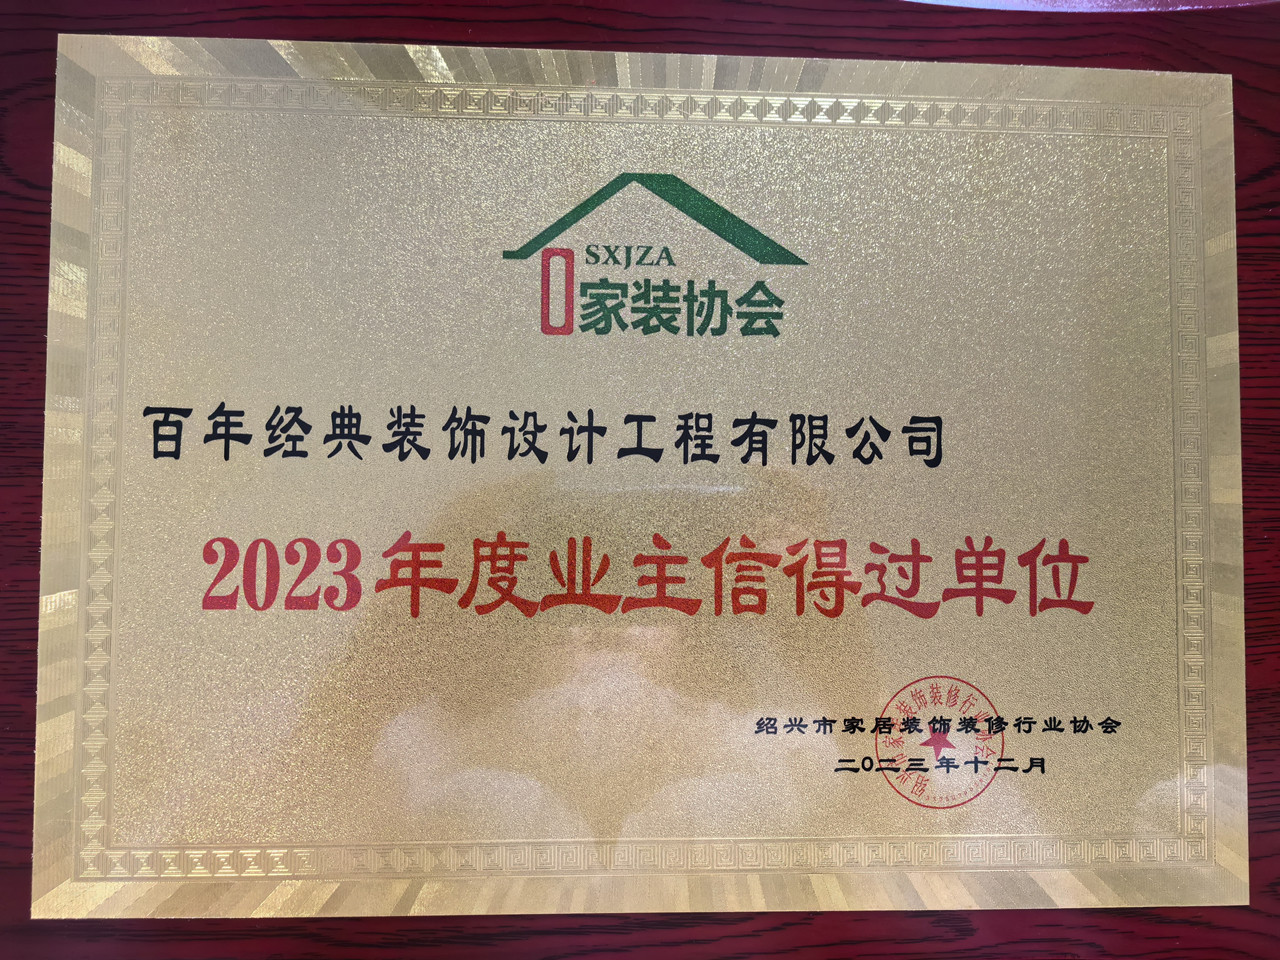 SXJZA
家装协会
百年经典装饰设计工程有限公司
2023年度业主信得过单位
绍兴市家居装饰装修行业协会
二0二三年十二月